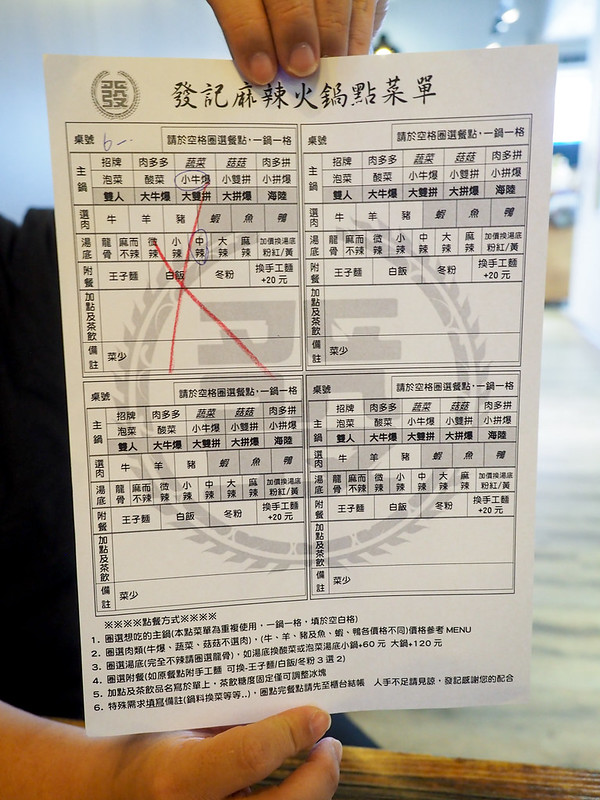 發記麻辣火鍋點菜單
桌號 6-1 請於空格圈選餐點,一鍋一格
主鍋 招牌 肉多多 蔬菜 菇菇 肉多拼
泡菜 酸菜 小牛爆 小雙拼 小拼爆
雙人 大牛爆 大雙拼 大拼爆 海陸
選肉 牛 羊 豬 蝦 魚 鴨
湯底 龍骨 麻而不辣 微辣 小辣 中辣 大辣 麻辣 加價換湯底粉紅/黃
附餐 王子麵 白飯 冬粉 換手工麵+20元
加點及茶飲
備註 菜少
桌號 請於空格圈選餐點,一鍋一格
主鍋 招牌 肉多多 蔬菜 菇菇 肉多拼
泡菜 酸菜 小牛爆 小雙拼 小拼爆
雙人 大牛爆 大雙拼 大拼爆 海陸
選肉 牛 羊 豬 蝦 魚 鴨
湯底 龍骨 麻而不辣 微辣 小辣 中辣 大辣 麻辣 加價換湯底粉紅/黃
附餐 王子麵 白飯 冬粉 換手工麵+20元
加點及茶飲
備註 菜少
桌號 請於空格圈選餐點,一鍋一格
主鍋 招牌 肉多多 蔬菜 菇菇 肉多拼
泡菜 酸菜 小牛爆 小雙拼 小拼爆
雙人 大牛爆 大雙拼 大拼爆 海陸
選肉 牛 羊 豬 蝦 魚 鴨
湯底 龍骨 麻而不辣 微辣 小辣 中辣 大辣 麻辣 加價換湯底粉紅/黃
附餐 王子麵 白飯 冬粉 換手工麵+20元
加點及茶飲
備註 菜少
桌號 請於空格圈選餐點,一鍋一格
主鍋 招牌 肉多多 蔬菜 菇菇 肉多拼
泡菜 酸菜 小牛爆 小雙拼 小拼爆
雙人 大牛爆 大雙拼 大拼爆 海陸
選肉 牛 羊 豬 蝦 魚 鴨
湯底 龍骨 麻而不辣 微辣 小辣 中辣 大辣 麻辣 加價換湯底粉紅/黃
附餐 王子麵 白飯 冬粉 換手工麵+20元
加點及茶飲
備註 菜少
※※※※點餐方式※※※※
1. 圈選想吃的主鍋(本點菜單為重複使用,一鍋一格,填於空白格)
2. 圈選肉類(牛爆、蔬菜、菇菇不選肉),(牛、羊、豬及魚、蝦、鴨各價格不同)價格參考 MENU
3. 圈選湯底(完全不辣請圈選龍骨),如湯底換酸菜或泡菜湯底小鍋+60元 大鍋+120元
4. 圈選附餐(如原餐點附手工麵 可換-王子麵/白飯/冬粉3選2)
5. 加點及茶飲品名寫於單上,茶飲糖度固定僅可調整冰塊
6. 特殊需求填寫備註(鍋料換菜等等..),圈點完餐點請先至櫃台結帳 人手不足請見諒,發記感謝您的配合